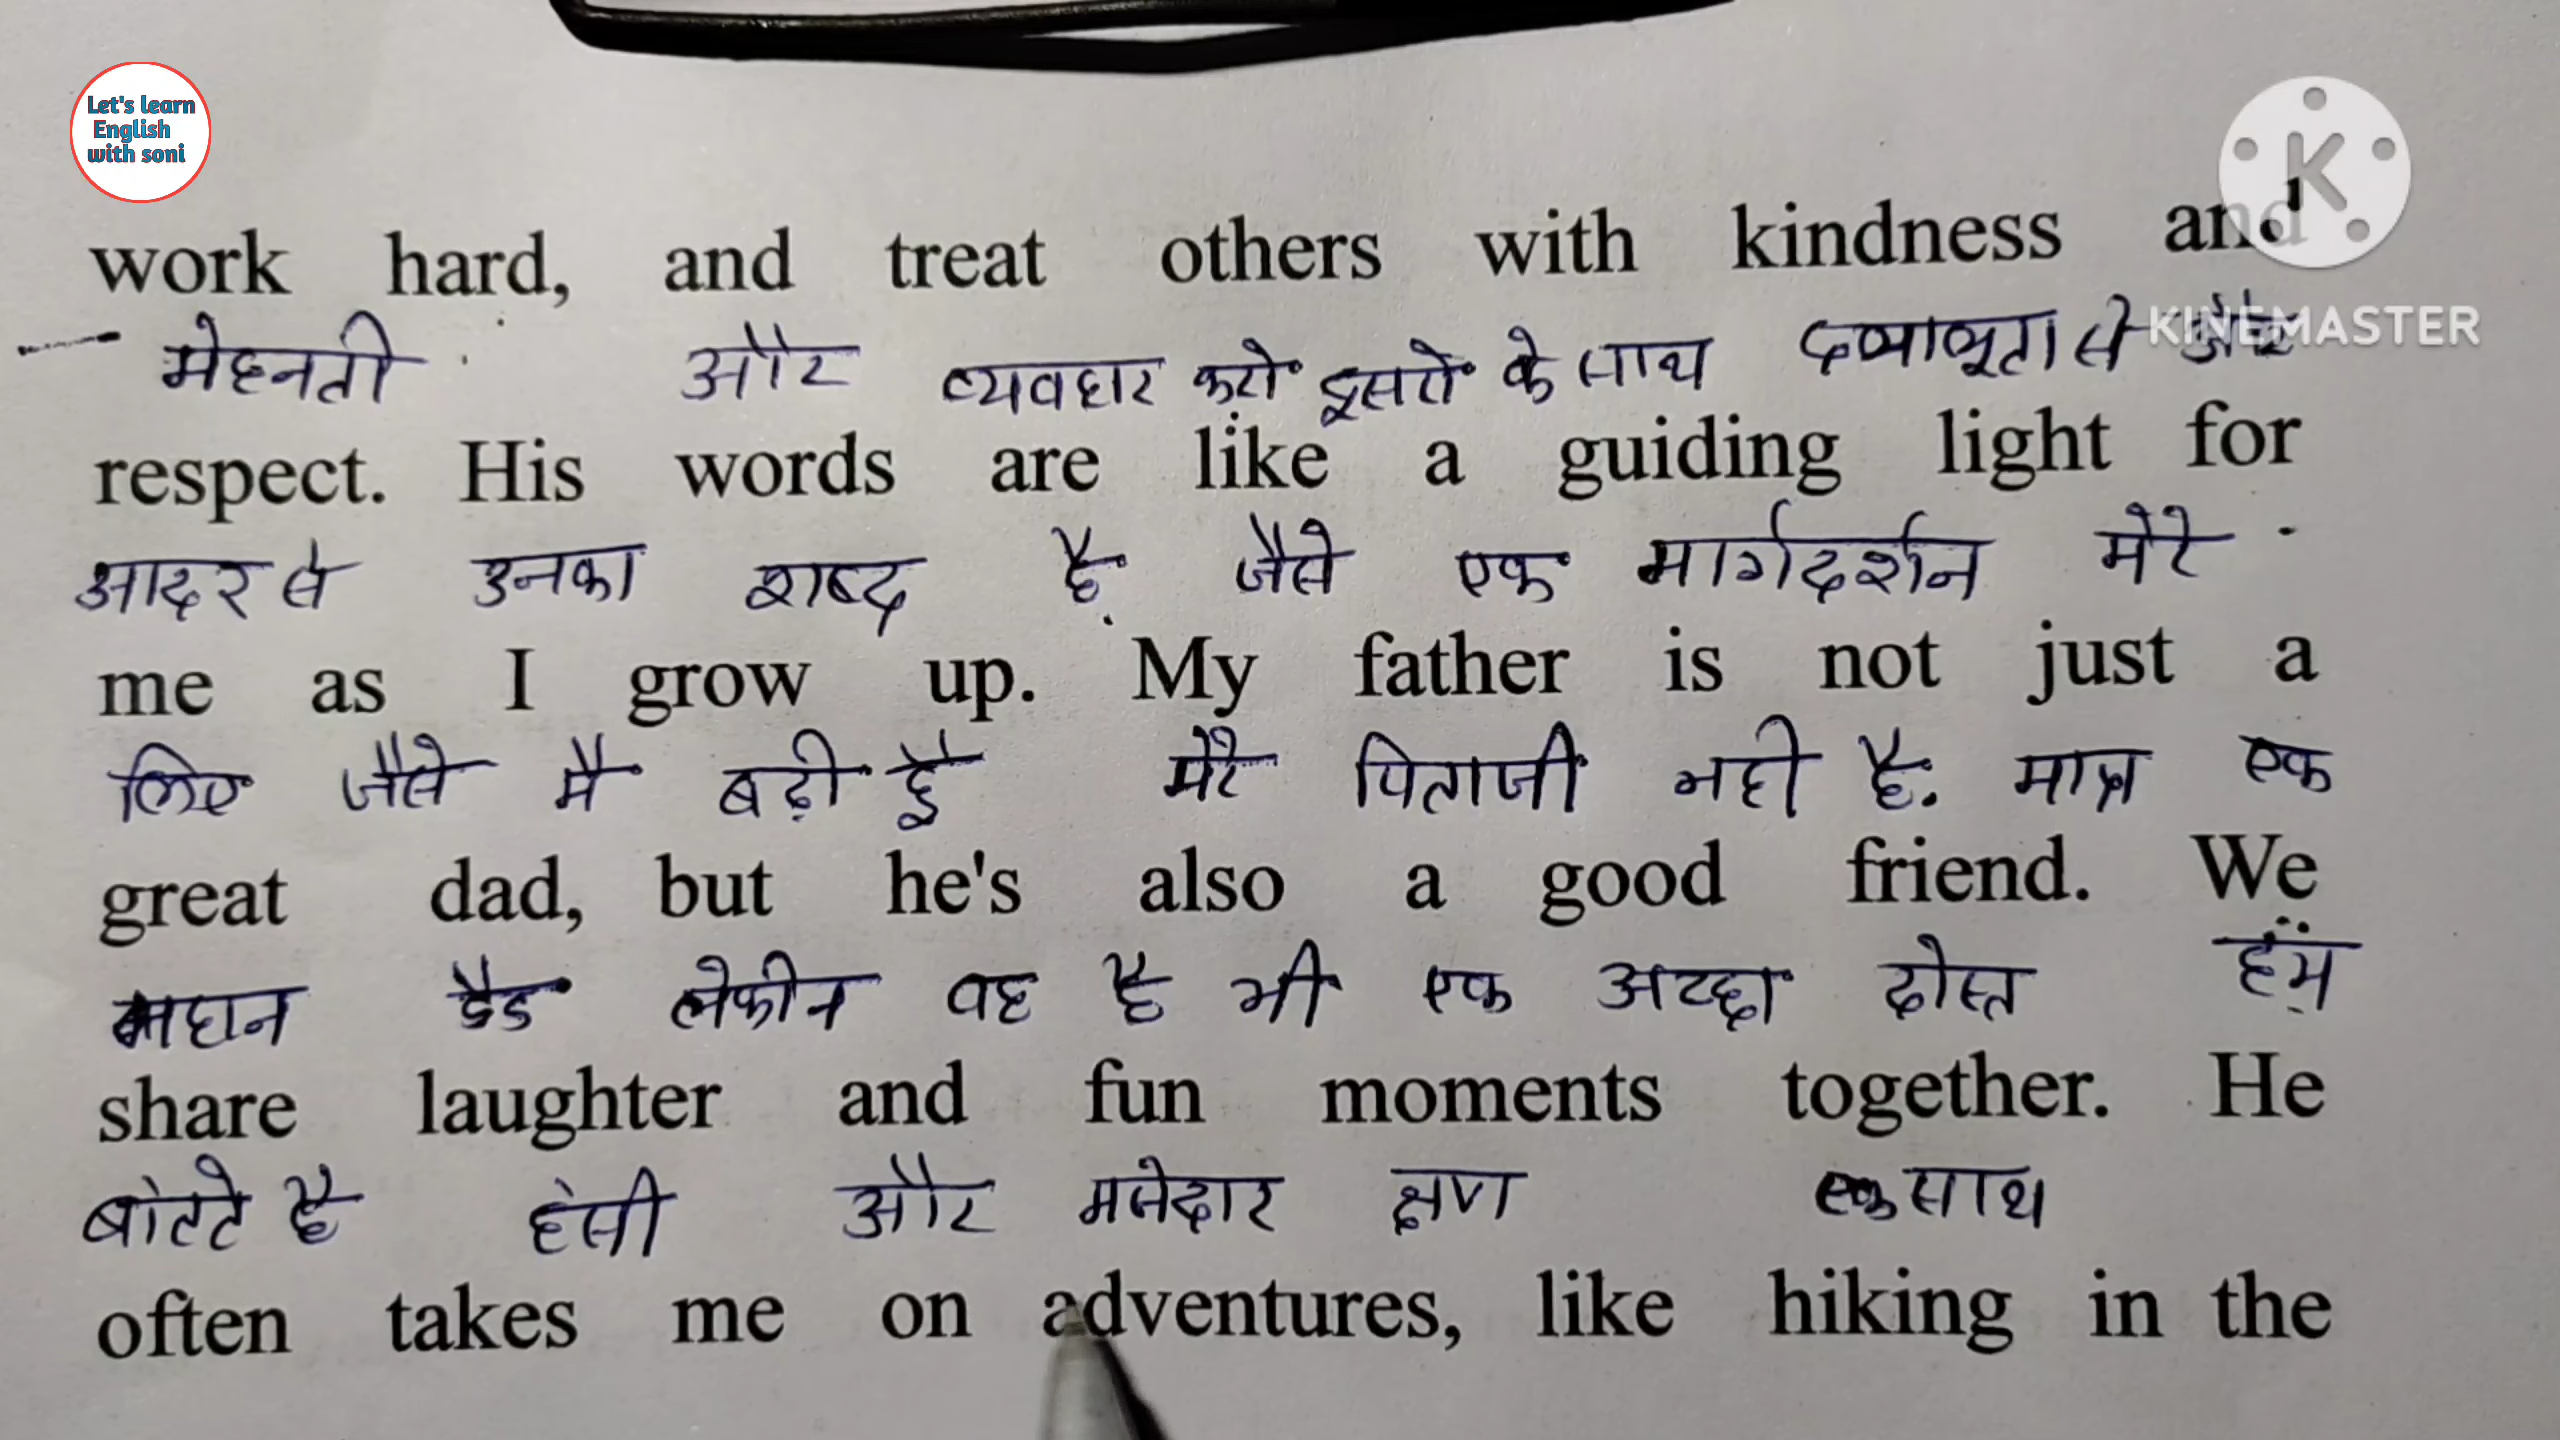 Let's learn
English
with soni
KINEMASTER
work hard, and treat others with kindness and
मेहनती और व्यवहार करो दूसरो के साथ दयालूता से और
respect. His words are like a guiding light for
आदर से उनका शब्द है जैसे एक मार्गदर्शन मेरे
me as I grow up. My father is not just a
लिए जैसे मै बढ़ी हूँ मेरे पिताजी नही है. मात्र एक
great dad, but he's also a good friend. We
महान डैड लेकीन वह है भी एक अच्छा दोस्त हम
share laughter and fun moments together. He
बांटते है हंसी और मजेदार क्षण एक साथ
often takes me on adventures, like hiking in the